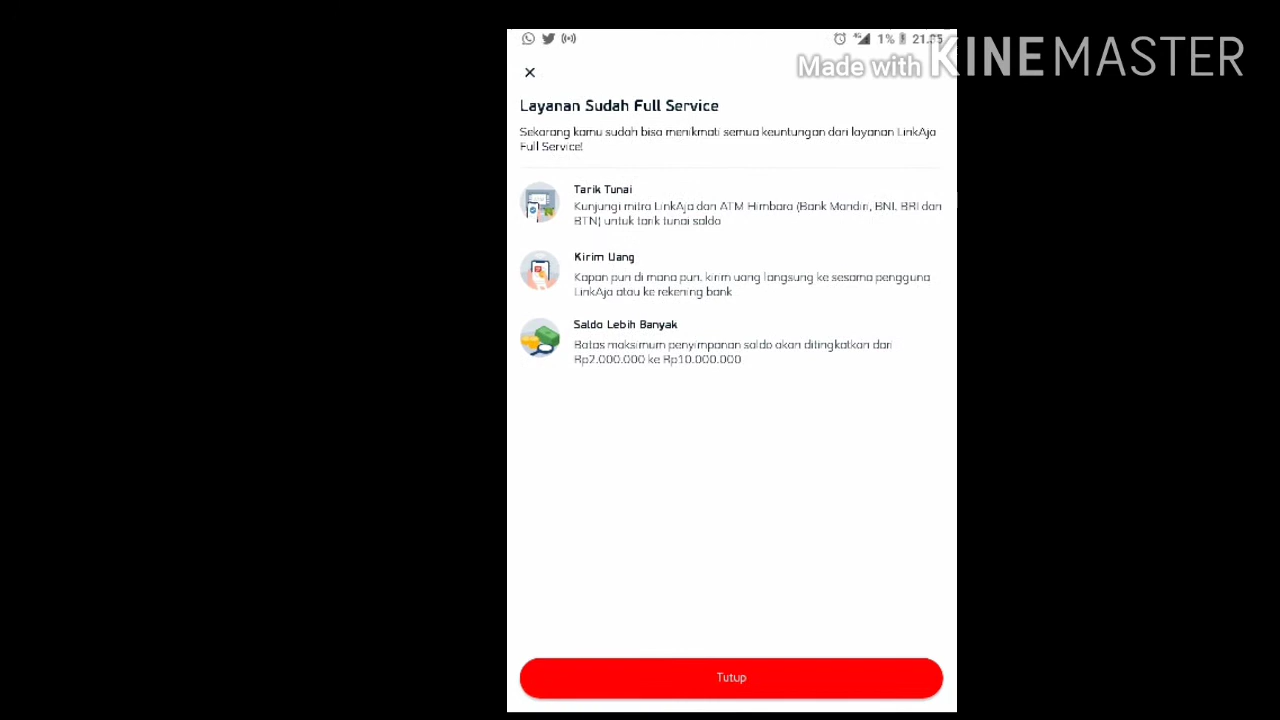 1% 21.35
Made with KINEMASTER
Layanan Sudah Full Service
Sekarang kamu sudah bisa menikmati semua keuntungan dari layanan LinkAja
Full Service!
Tarik Tunai
Kunjungi mitra LinkAja dan ATM Himbara (Bank Mandiri, BNI, BRI dan
BTN) untuk tarik tunai saldo
Kirim Uang
Kapan pun di mana pun, kirim uang langsung ke sesama pengguna
LinkAja atau ke rekening bank
Saldo Lebih Banyak
Batas maksimum penyimpanan saldo akan ditingkatkan dari
Rp2.000.000 ke Rp10.000.000
Tutup